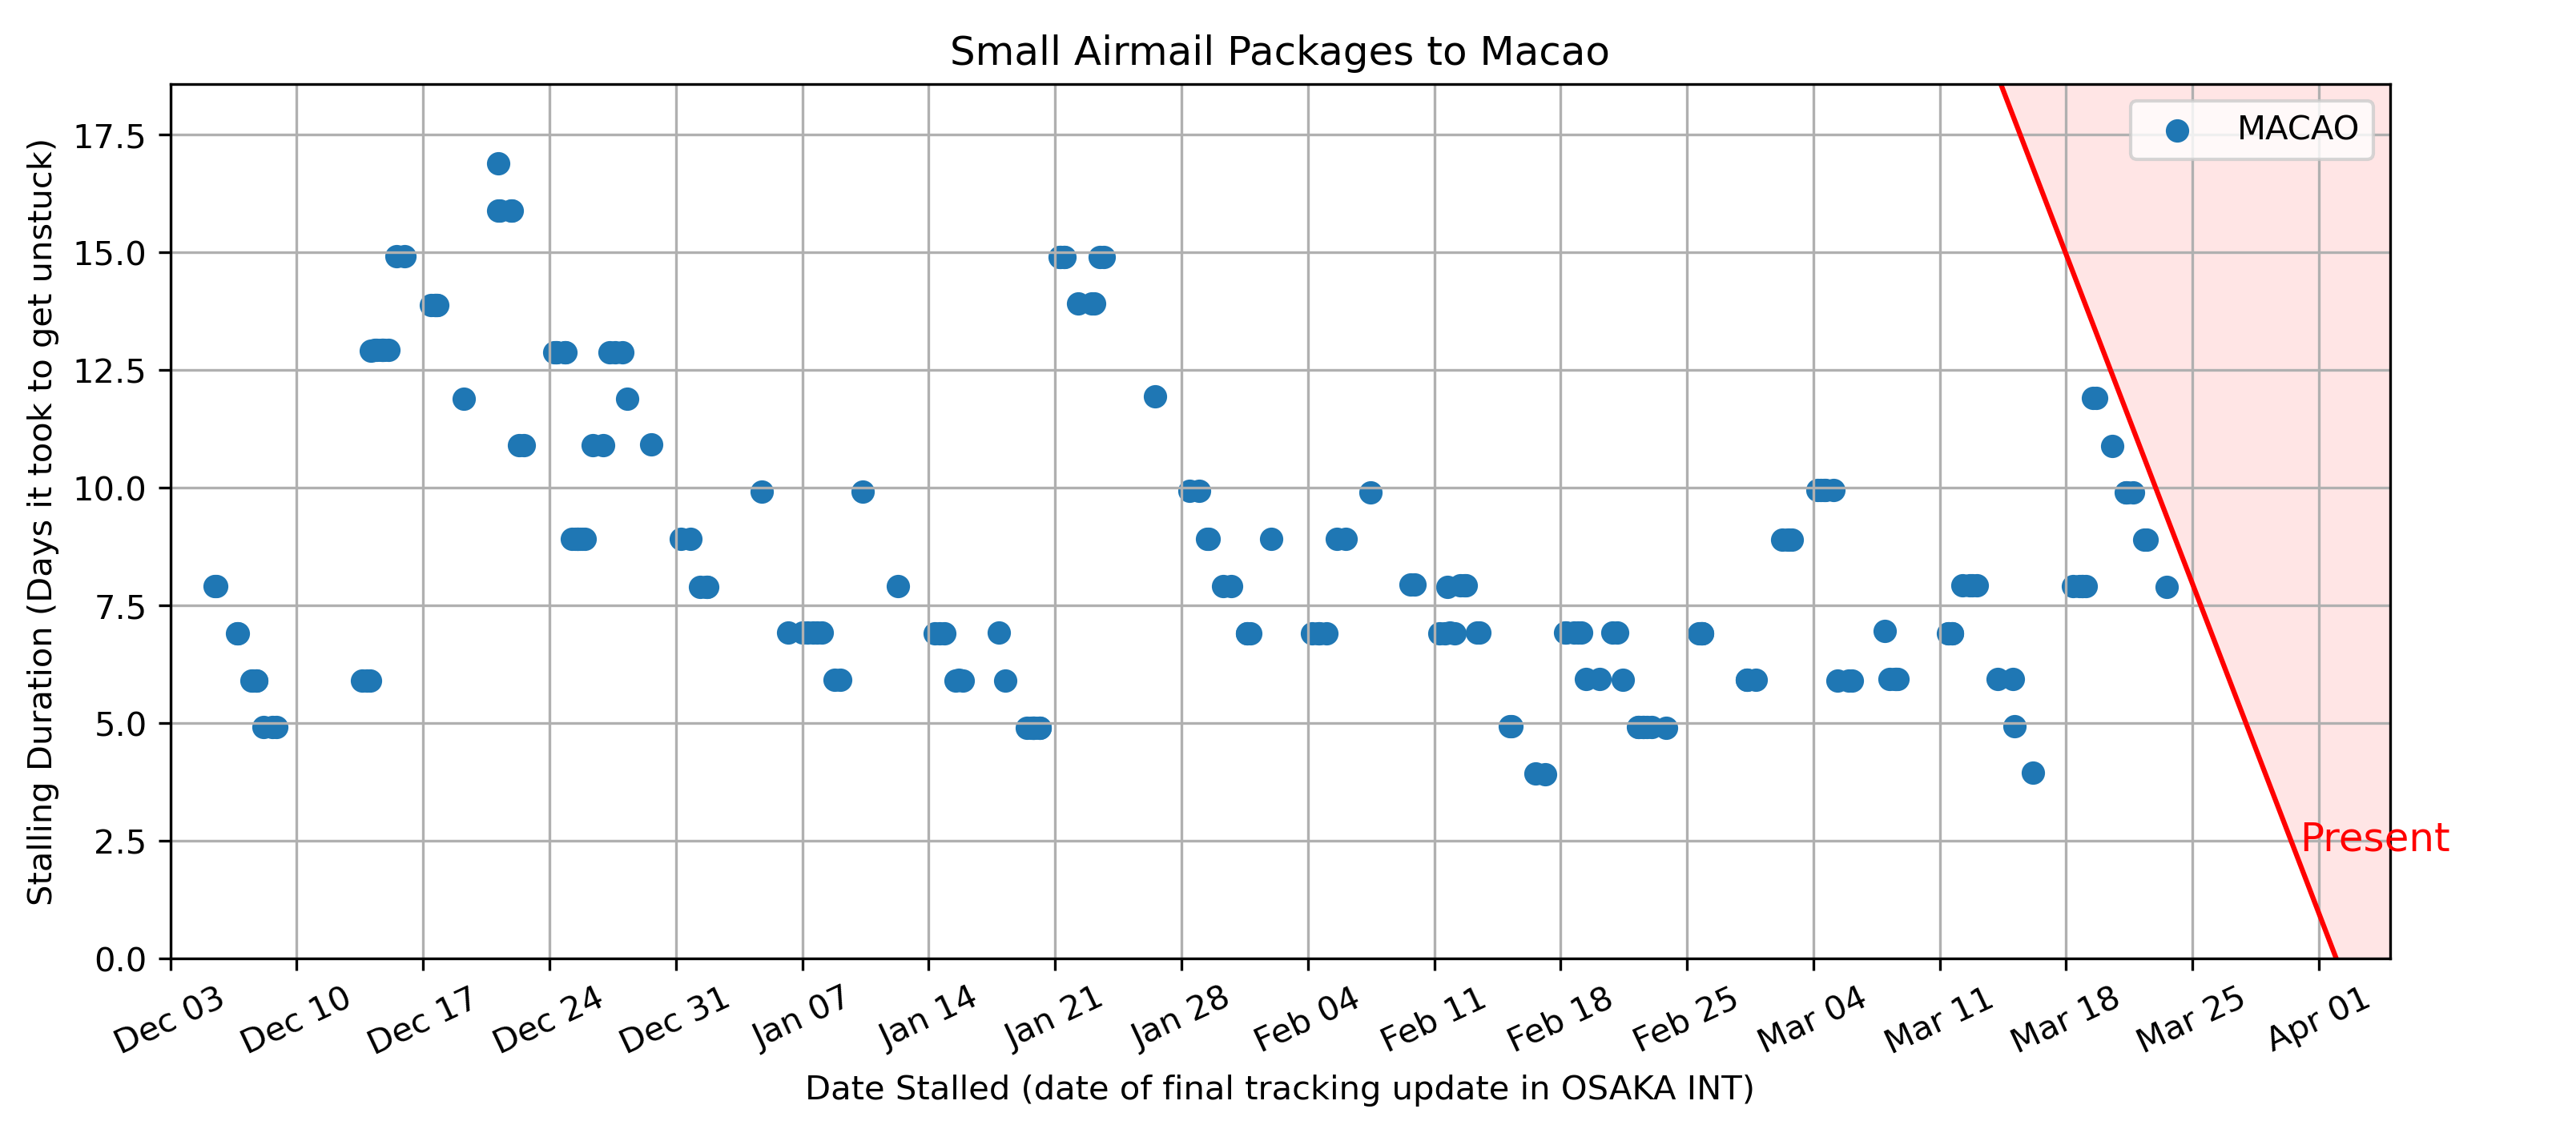 Small Airmail Packages to Macao
MACAO
Stalling Duration (Days it took to get unstuck)
17.5
15.0
12.5
10.0
7.5
5.0
2.5
0.0
Present
Dec 03
Dec 10
Dec 17
Dec 24
Dec 31
Jan 07
Jan 14
Jan 21
Jan 28
Feb 04
Feb 11
Feb 18
Feb 25
Mar 04
Mar 11
Mar 18
Mar 25
Apr 01
Date Stalled (date of final tracking update in OSAKA INT)